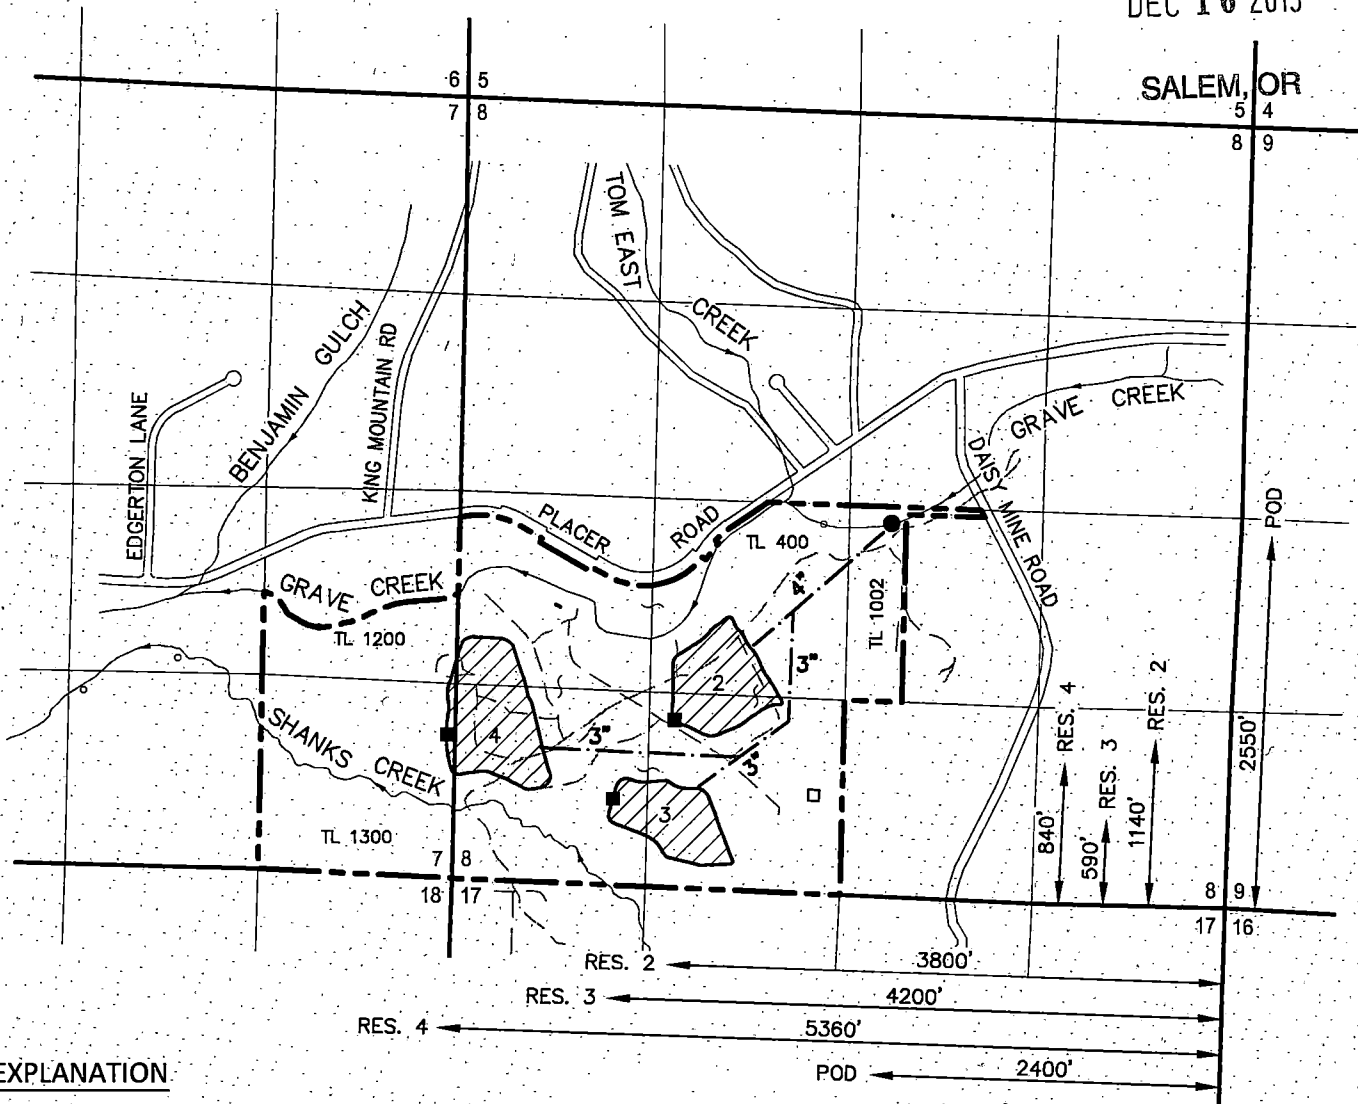 DEC 16 2015
SALEM, OR
6 5
7 8
5 4
8 9
TOM EAST
CREEK
BENJAMIN GULCH
KING MOUNTAIN RD
EDGERTON LANE
GRAVE CREEK
DAISY MINE ROAD
PLACER ROAD
TL 400
POD
GRAVE CREEK
TL 1200
4"
TL 1002
3"
2
RES. 4
RES. 3
RES. 2
2550'
SHANKS CREEK
4
3"
3"
3
840'
590'
1140'
TL 1300
7 8
18 17
8 9
17 16
RES. 2
3800'
RES. 3
4200'
RES. 4
5360'
POD
2400'
EXPLANATION